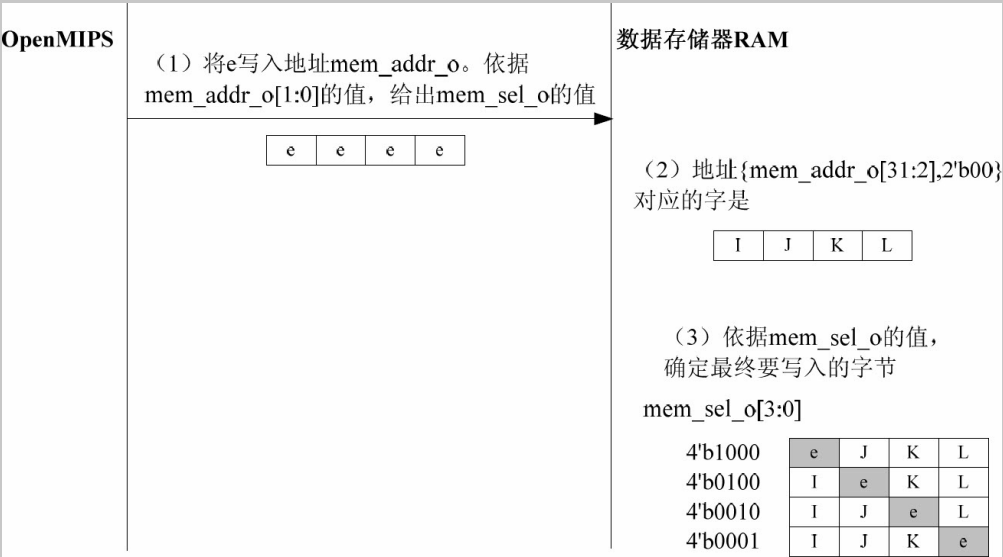 OpenMIPS
数据存储器RAM
（1）将e写入地址mem_addr_o。依据
mem_addr_o[1:0]的值，给出mem_sel_o的值
e e e e
（2）地址{mem_addr_o[31:2],2'b00}
对应的字是
I J K L
（3）依据mem_sel_o的值，
确定最终要写入的字节
mem_sel_o[3:0]
4'b1000 e J K L
4'b0100 I e K L
4'b0010 I J e L
4'b0001 I J K e